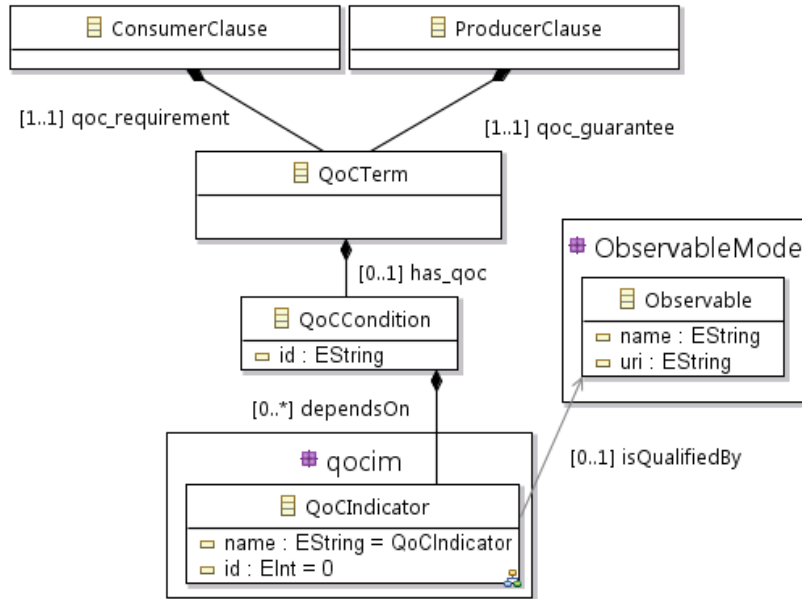 ConsumerClause
ProducerClause
[1..1] qoc_requirement
[1..1] qoc_guarantee
QoCTerm
[0..1] has_qoc
QoCCondition
id : EString
[0..*] dependsOn
ObservableMode
Observable
name : EString
uri : EString
[0..1] isQualifiedBy
qocim
QoCIndicator
name : EString = QoCIndicator
id : EInt = 0